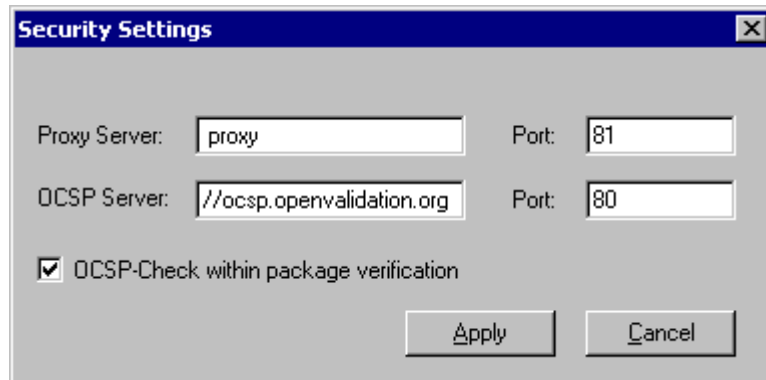 Security Settings
Proxy Server: proxy Port: 81
OCSP Server: //ocsp.openvalidation.org Port: 80
OCSP-Check within package verification
Apply Cancel